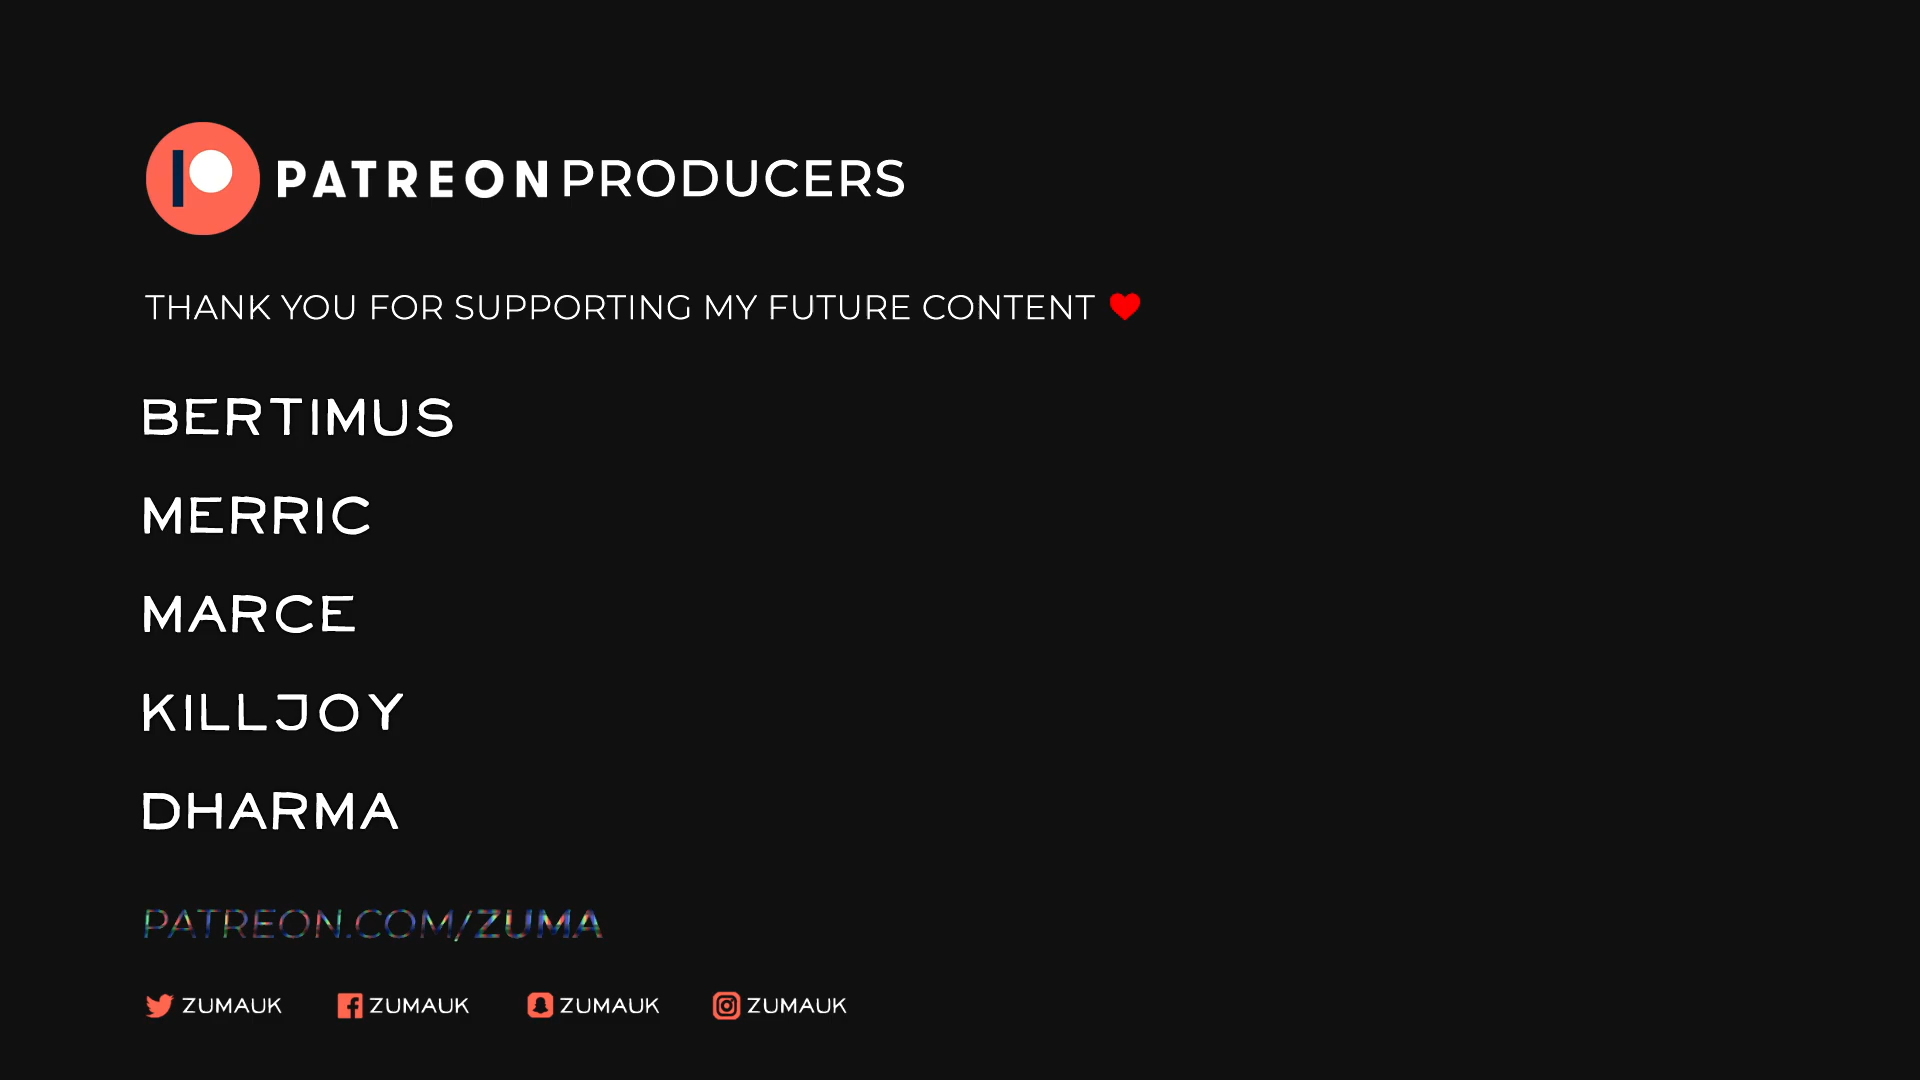 PATREON PRODUCERS
THANK YOU FOR SUPPORTING MY FUTURE CONTENT
BERTIMUS
MERRIC
MARCE
KILLJOY
DHARMA
PATREON.COM/ZUMA
ZUMAUK ZUMAUK ZUMAUK ZUMAUK